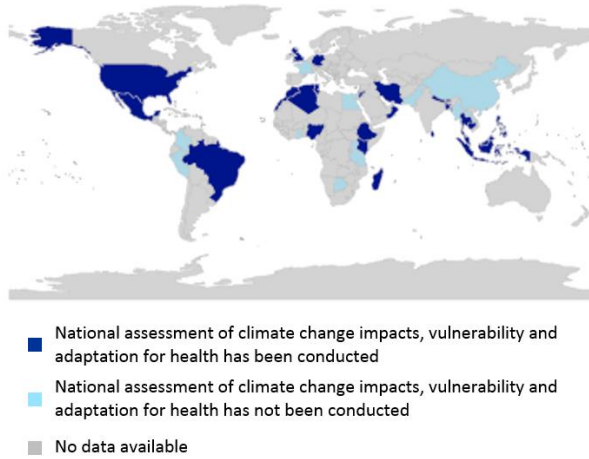 National assessment of climate change impacts, vulnerability and
adaptation for health has been conducted
National assessment of climate change impacts, vulnerability and
adaptation for health has not been conducted
No data available